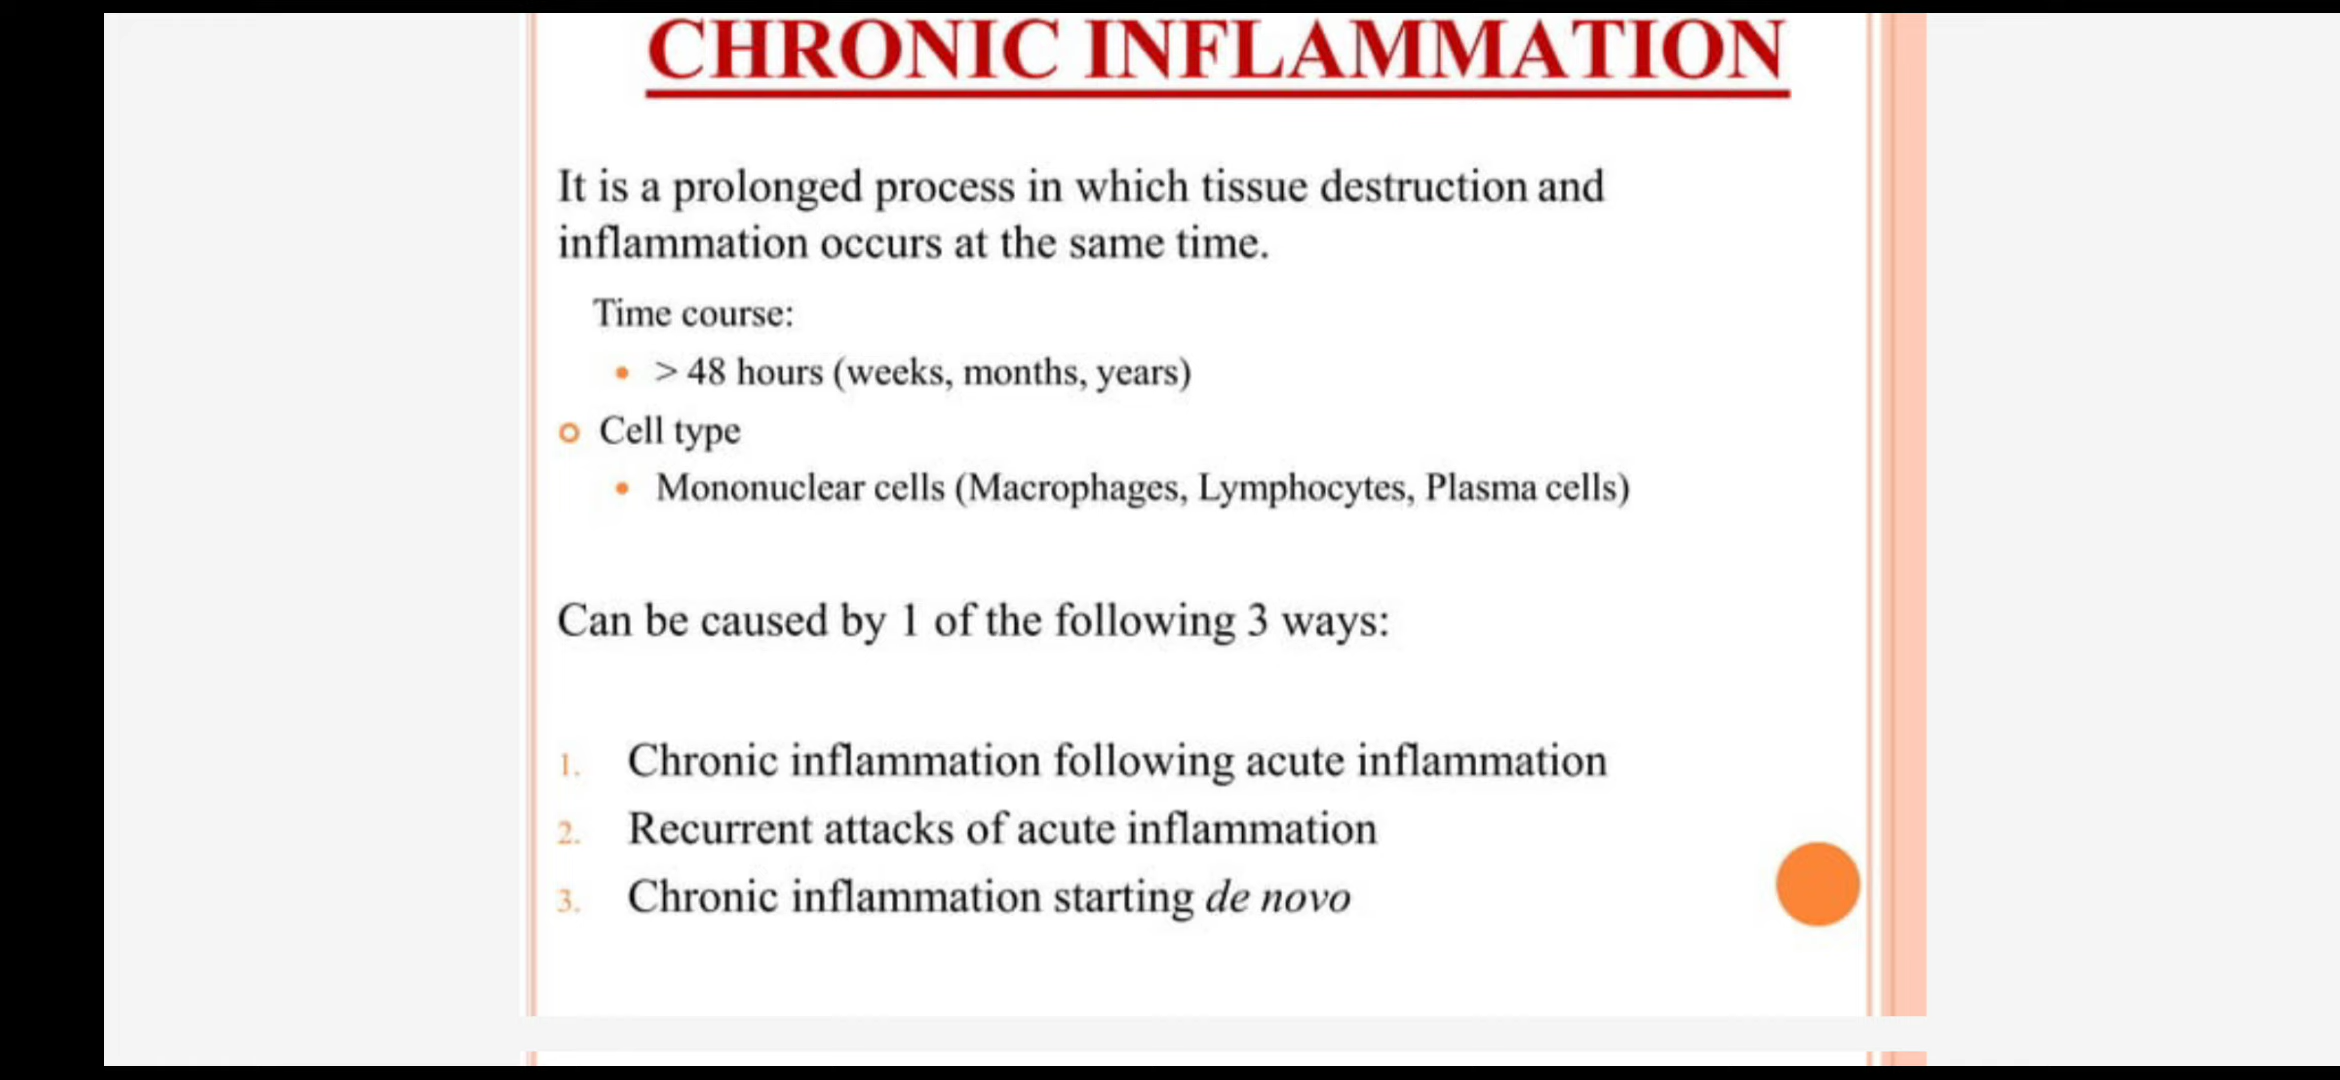 CHRONIC INFLAMMATION
It is a prolonged process in which tissue destruction and
inflammation occurs at the same time.
Time course:
• > 48 hours (weeks, months, years)
o Cell type
• Mononuclear cells (Macrophages, Lymphocytes, Plasma cells)
Can be caused by 1 of the following 3 ways:
1. Chronic inflammation following acute inflammation
2. Recurrent attacks of acute inflammation
3. Chronic inflammation starting de novo